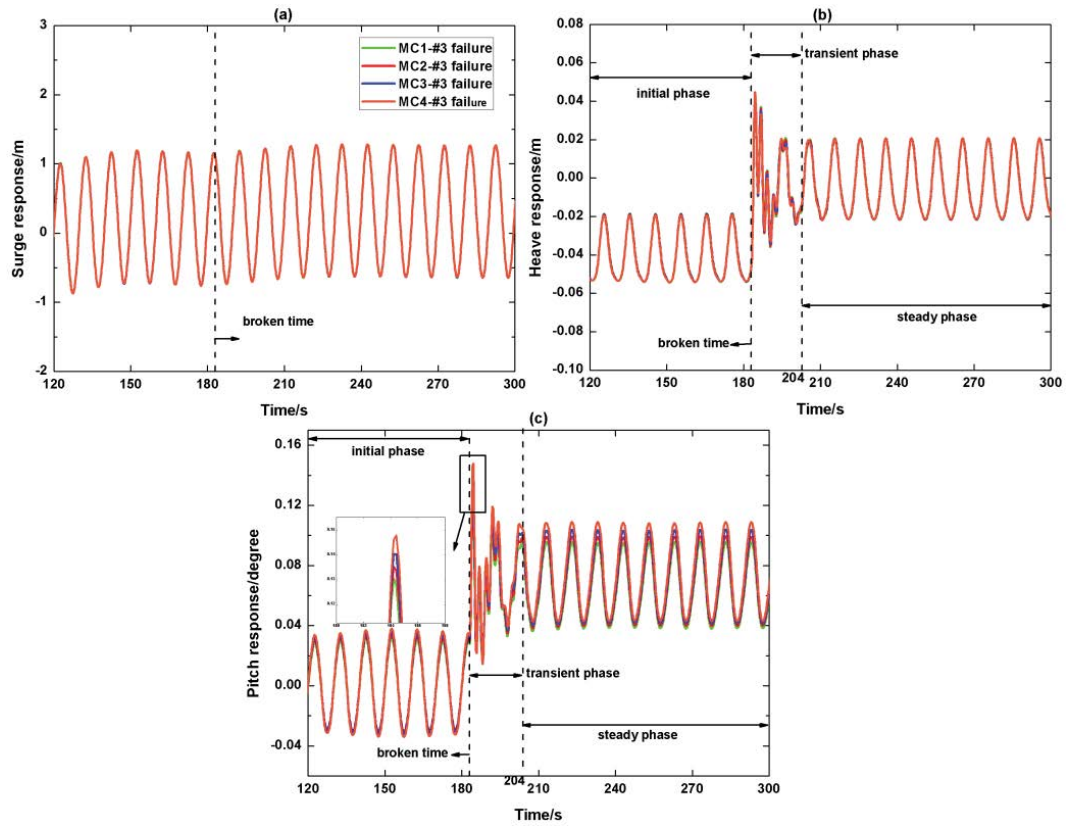 (a)
3
2
1
0
-1
-2
Surge response/m
MC1-#3 failure
MC2-#3 failure
MC3-#3 failure
MC4-#3 failure
broken time
120 150 180 210 240 270 300
Time/s
(b)
0.08
0.06
0.04
0.02
0.00
-0.02
-0.04
-0.06
-0.08
-0.10
Heave response/m
transient phase
initial phase
steady phase
broken time
120 150 180 204 210 240 270 300
Time/s
(c)
0.16
0.12
0.08
0.04
0.00
-0.04
Pitch response/degree
initial phase
transient phase
steady phase
broken time
120 150 180 204 210 240 270 300
Time/s